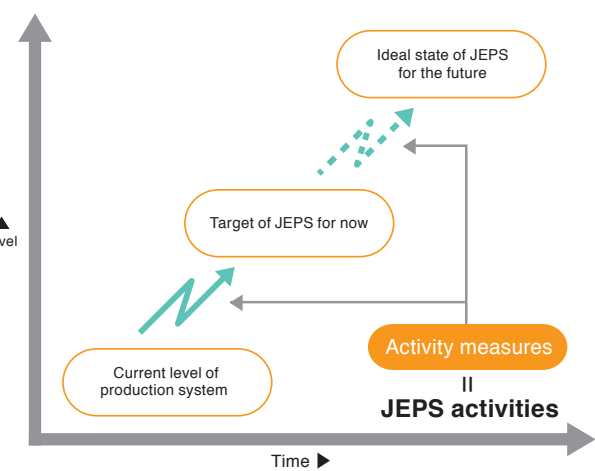 Ideal state of JEPS
for the future
Target of JEPS for now
Current level of
production system
Activity measures
=
JEPS activities
Time ▶